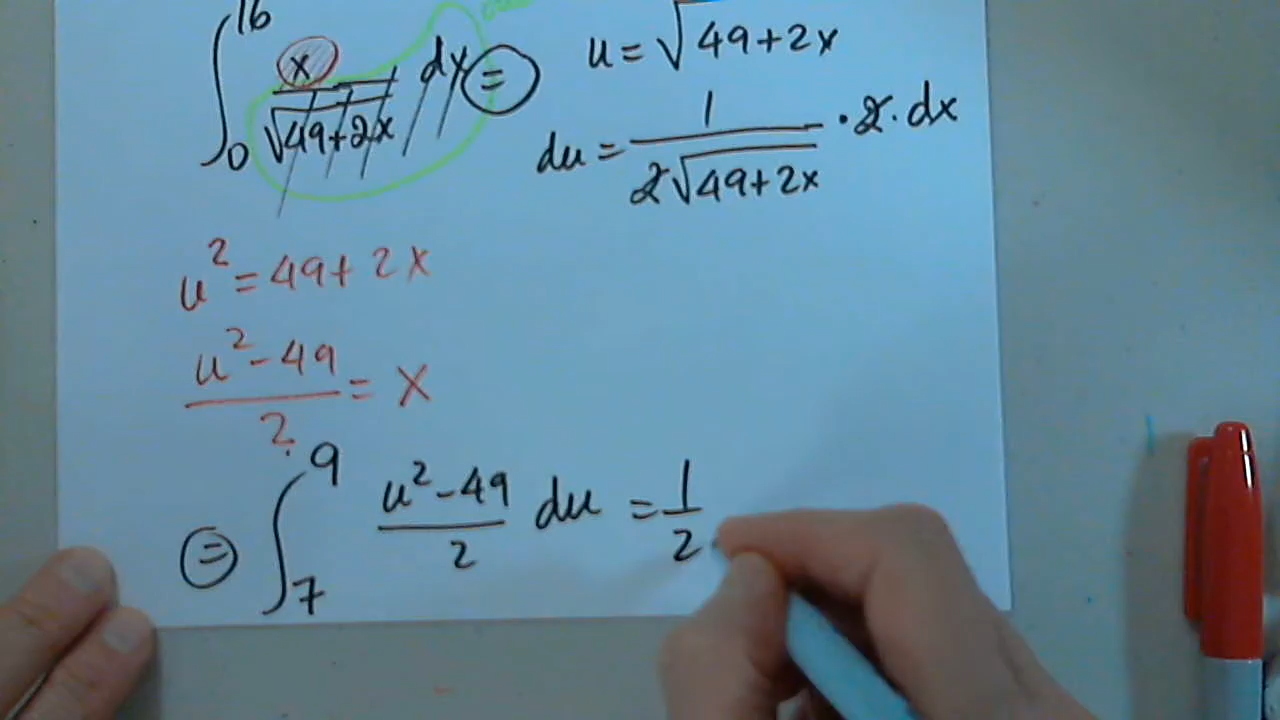 ∫₀¹⁶ x/√(49+2x) dx =
u = √(49+2x)
du = 1/(2√(49+2x)) · 2 · dx
u² = 49+2x
(u²-49)/2 = x
= ∫₇⁹ (u²-49)/2 du = 1/2